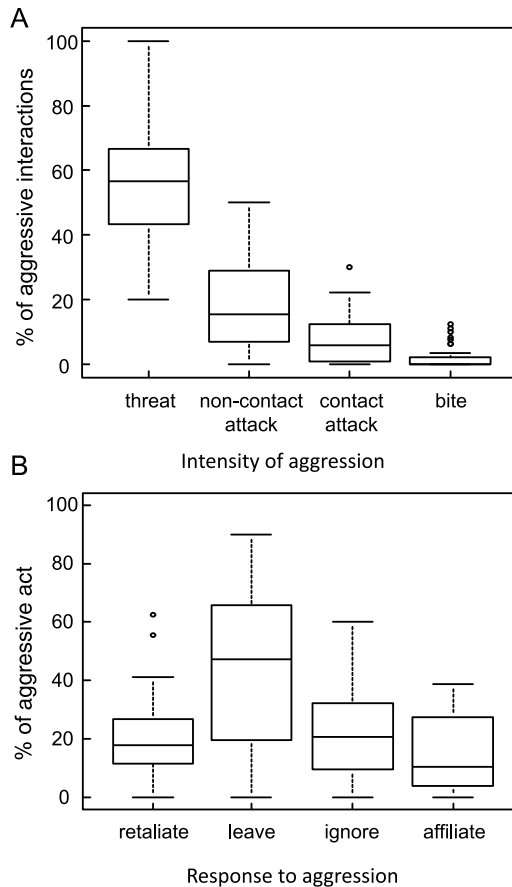 A
% of aggressive interactions
100
80
60
40
20
0
threat
non-contact
attack
contact
attack
bite
Intensity of aggression
B
% of aggressive act
100
80
60
40
20
0
retaliate
leave
ignore
affiliate
Response to aggression